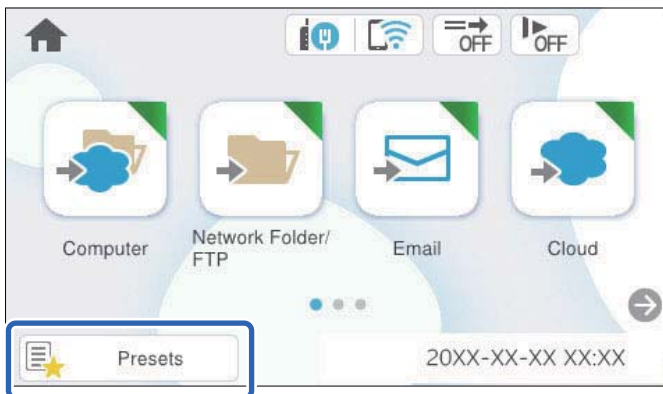 OFF
OFF
Computer
Network Folder/
FTP
Email
Cloud
Presets
20XX-XX-XX XX:XX